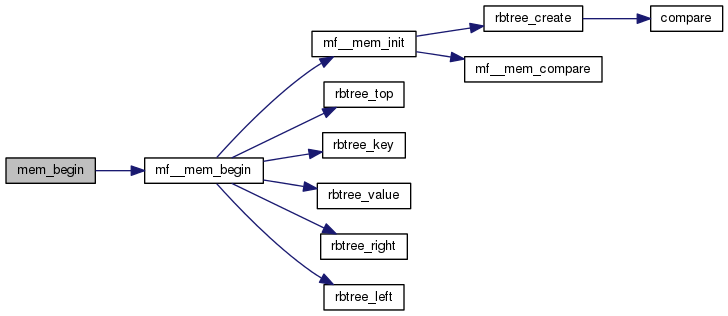 mem_begin
mf__mem_begin
mf__mem_init
rbtree_top
rbtree_key
rbtree_value
rbtree_right
rbtree_left
rbtree_create
mf__mem_compare
compare